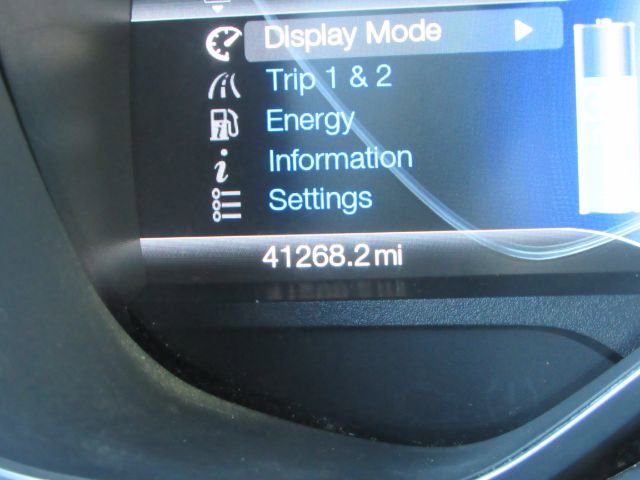 Display Mode
Trip 1 & 2
Energy
Information
Settings
41268.2 mi